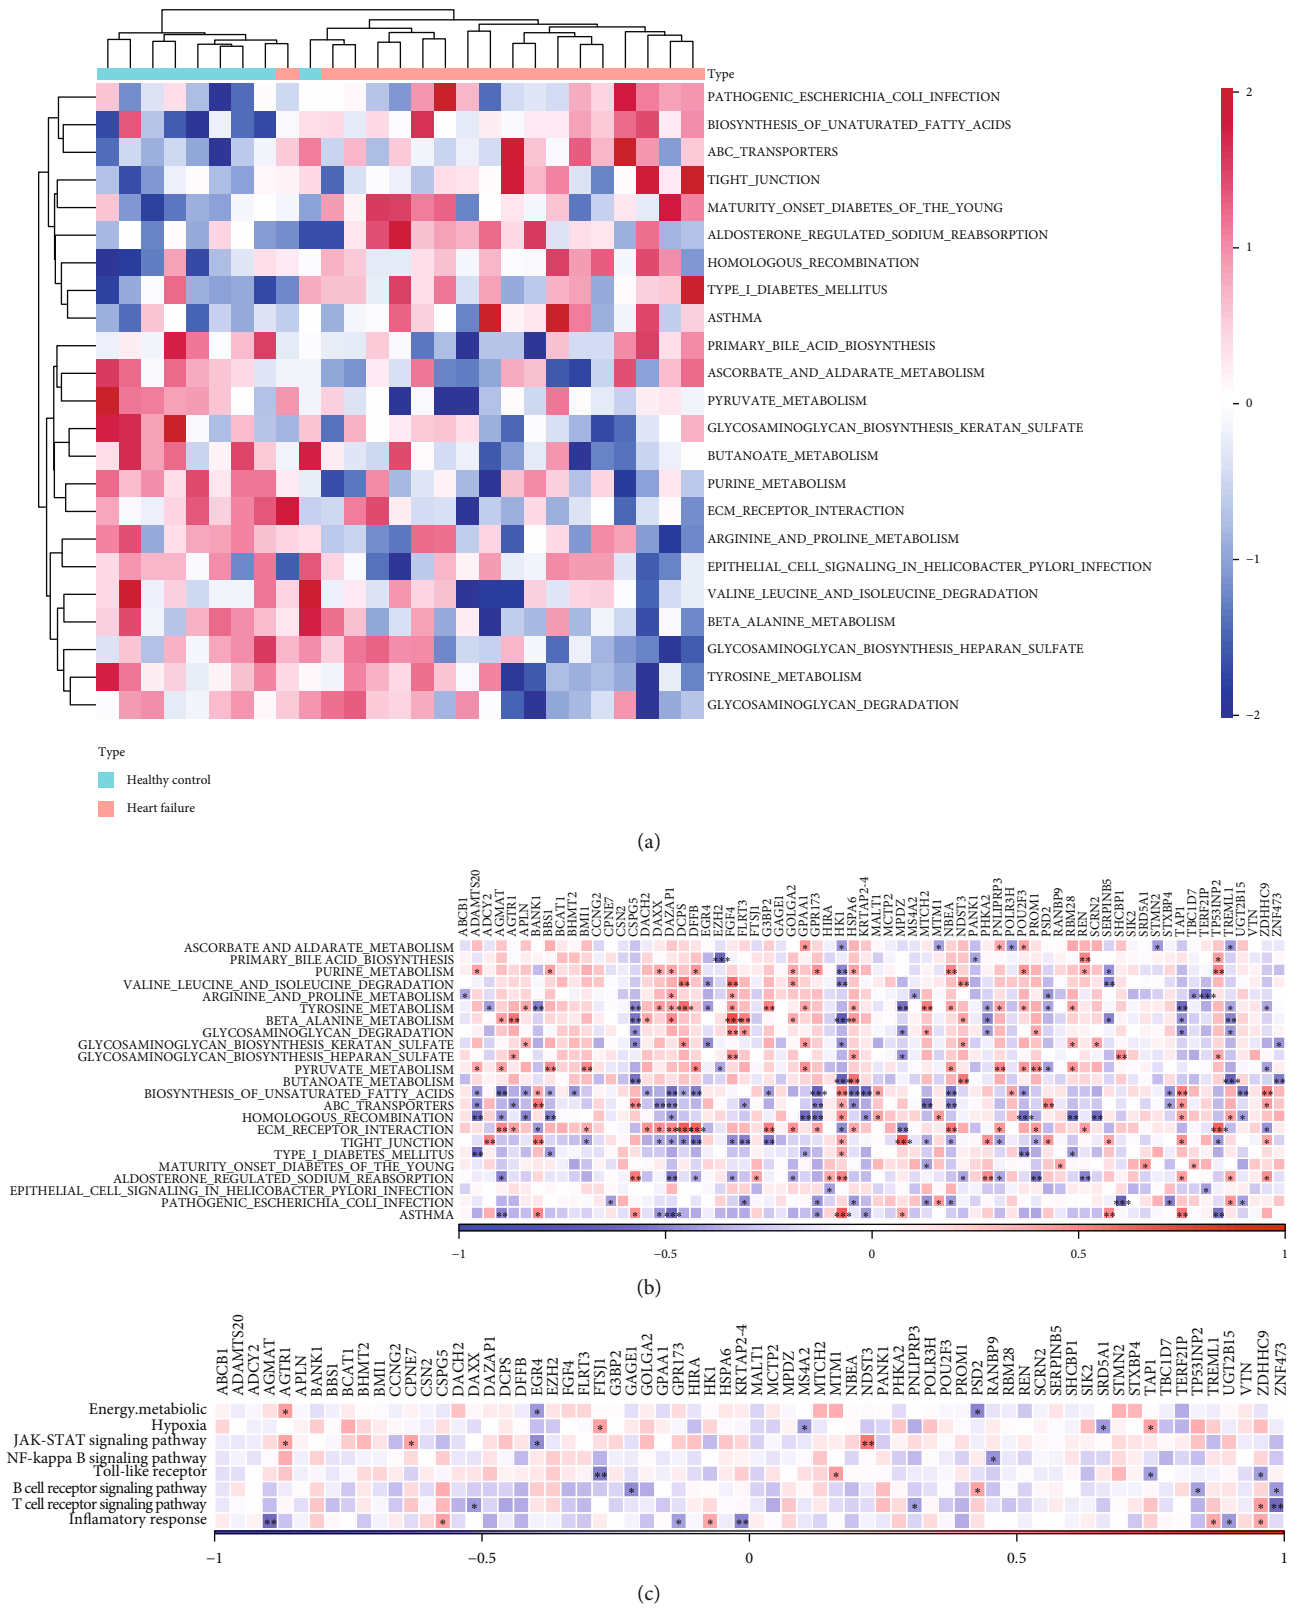 Type
PATHOGENIC_ESCHERICHIA_COLI_INFECTION
BIOSYNTHESIS_OF_UNATURATED_FATTY_ACIDS
ABC_TRANSPORTERS
TIGHT_JUNCTION
MATURITY_ONSET_DIABETES_OF_THE_YOUNG
ALDOSTERONE_REGULATED_SODIUM_REABSORPTION
HOMOLOGOUS_RECOMBINATION
TYPE_I_DIABETES_MELLITUS
ASTHMA
PRIMARY_BILE_ACID_BIOSYNTHESIS
ASCORBATE_AND_ALDARATE_METABOLISM
PYRUVATE_METABOLISM
GLYCOSAMINOGLYCAN_BIOSYNTHESIS_KERATAN_SULFATE
BUTANOATE_METABOLISM
PURINE_METABOLISM
ECM_RECEPTOR_INTERACTION
ARGININE_AND_PROLINE_METABOLISM
EPITHELIAL_CELL_SIGNALING_IN_HELICOBACTER_PYLORI_INFECTION
VALINE_LEUCINE_AND_ISOLEUCINE_DEGRADATION
BETA_ALANINE_METABOLISM
GLYCOSAMINOGLYCAN_BIOSYNTHESIS_HEPARAN_SULFATE
TYROSINE_METABOLISM
GLYCOSAMINOGLYCAN_DEGRADATION
2
1
0
−1
−2
Type
Healthy control
Heart failure
(a)
ABCB1 ADAMTS20 ADCY2 AGMAT AGTR1 APLN BANK1 BBS1 BCAT1 BHMT2 BMI1 CCNG2 CPNE7 CSN2 CSPG5 DACH2 DAXX DAZAP1 DCPS DFFB EGR4 EZH2 FGF4 FLRT3 FTSJ1 G3BP2 GAGE1 GOLGA2 GPAA1 GPR173 HIRA HK1 HSPA6 KRTAP2-4 MALT1 MCTP2 MPDZ MS4A2 MTCH2 MTM1 NBEA NDST3 PANK1 PHKA2 PNLIPRP3 POLR3H POU2F3 PROM1 PSD2 RANBP9 RBM28 REN SCRN2 SERPINB5 SHCBP1 SIK2 SRD5A1 STMN2 STXBP4 TAP1 TBC1D7 TERF2IP TP53INP2 TREML1 UGT2B15 VTN ZDHHC9 ZNF473
ASCORBATE AND ALDARATE_METABOLISM
PRIMARY_BILE ACID_BIOSYNTHESIS
PURINE_METABOLISM
VALINE_LEUCINE_AND_ISOLEUCINE_DEGRADATION
ARGININE_AND_PROLINE_METABOLISM
TYROSINE_METABOLISM
BETA_ALANINE_METABOLISM
GLYCOSAMINOGLYCAN_DEGRADATION
GLYCOSAMINOGLYCAN_BIOSYNTHESIS_KERATAN_SULFATE
GLYCOSAMINOGLYCAN_BIOSYNTHESIS_HEPARAN_SULFATE
PYRUVATE_METABOLISM
BUTANOATE_METABOLISM
BIOSYNTHESIS_OF_UNSATURATED_FATTY_ACIDS
ABC_TRANSPORTERS
HOMOLOGOUS_RECOMBINATION
ECM_RECEPTOR_INTERACTION
TIGHT_JUNCTION
TYPE_I_DIABETES_MELLITUS
MATURITY_ONSET_DIABETES_OF_THE_YOUNG
ALDOSTERONE_REGULATED_SODIUM_REABSORPTION
EPITHELIAL_CELL_SIGNALING_IN_HELICOBACTER_PYLORI_INFECTION
PATHOGENIC_ESCHERICHIA_COLI_INFECTION
ASTHMA
−1 −0.5 0 0.5 1
(b)
ABCB1 ADAMTS20 ADCY2 AGMAT AGTR1 APLN BANK1 BBS1 BCAT1 BHMT2 BMI1 CCNG2 CPNE7 CSN2 CSPG5 DACH2 DAXX DAZAP1 DCPS DFFB EGR4 EZH2 FGF4 FLRT3 FTSJ1 G3BP2 GAGE1 GOLGA2 GPAA1 GPR173 HIRA HK1 HSPA6 KRTAP2-4 MALT1 MCTP2 MPDZ MS4A2 MTCH2 MTM1 NBEA NDST3 PANK1 PHKA2 PNLIPRP3 POLR3H POU2F3 PROM1 PSD2 RANBP9 RBM28 REN SCRN2 SERPINB5 SHCBP1 SIK2 SRD5A1 STMN2 STXBP4 TAP1 TBC1D7 TERF2IP TP53INP2 TREML1 UGT2B15 VTN ZDHHC9 ZNF473
Energy.metabiolic
Hypoxia
JAK-STAT signaling pathway
NF-kappa B signaling pathway
Toll-like receptor
B cell receptor signaling pathway
T cell receptor signaling pathway
Inflamatory response
−1 −0.5 0 0.5 1
(c)